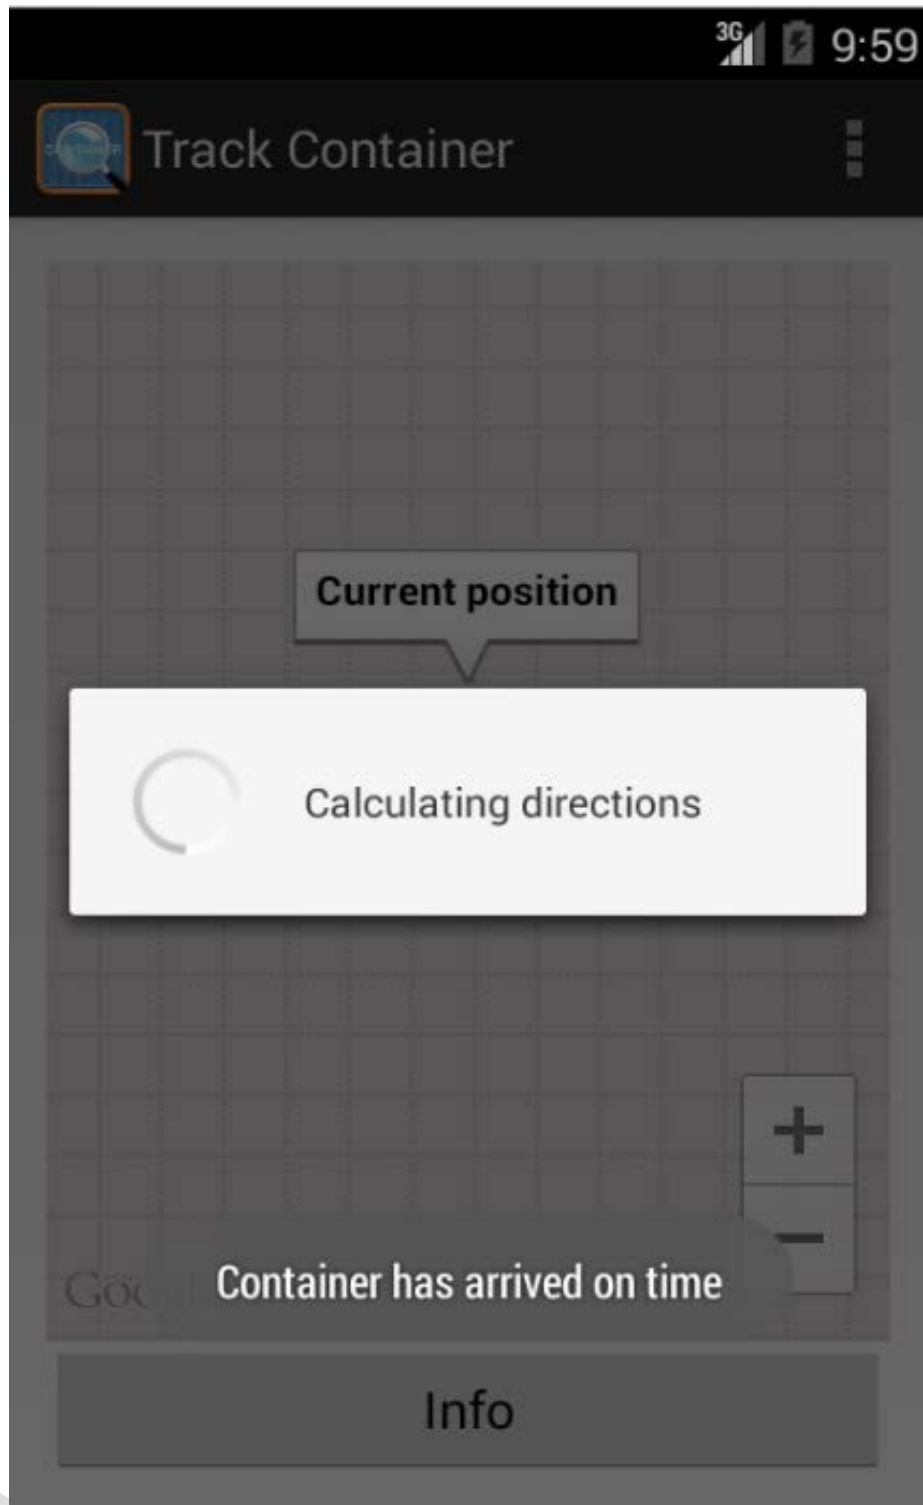 3G 9:59
Track Container
Current position
Calculating directions
Container has arrived on time
Info